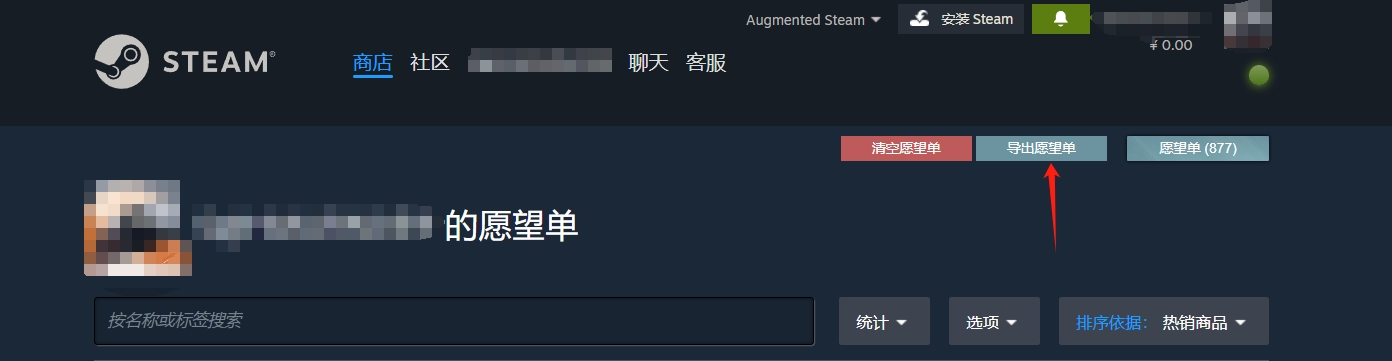 Augmented Steam
安装 Steam
¥ 0.00
STEAM®
商店 社区 聊天 客服
清空愿望单 导出愿望单 愿望单 (877)
的愿望单
按名称或标签搜索
统计 选项 排序依据： 热销商品